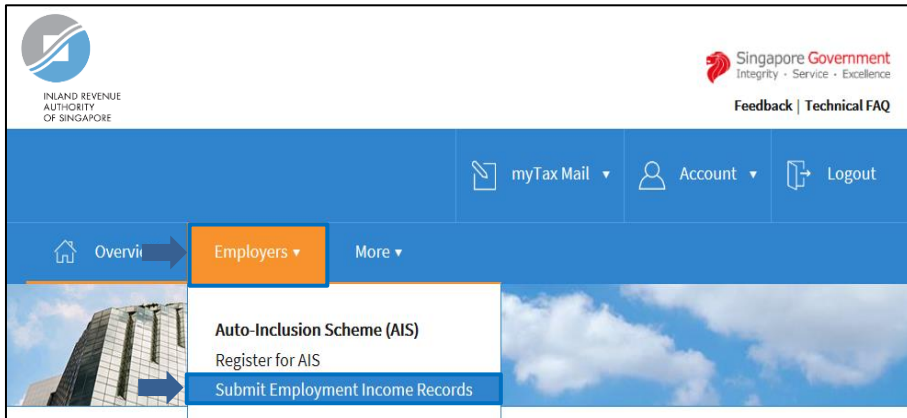 INLAND REVENUE
AUTHORITY
OF SINGAPORE
Singapore Government
Integrity · Service · Excellence
Feedback | Technical FAQ
myTax Mail ▾
Account ▾
Logout
Overvi
Employers ▾
More ▾
Auto-Inclusion Scheme (AIS)
Register for AIS
Submit Employment Income Records